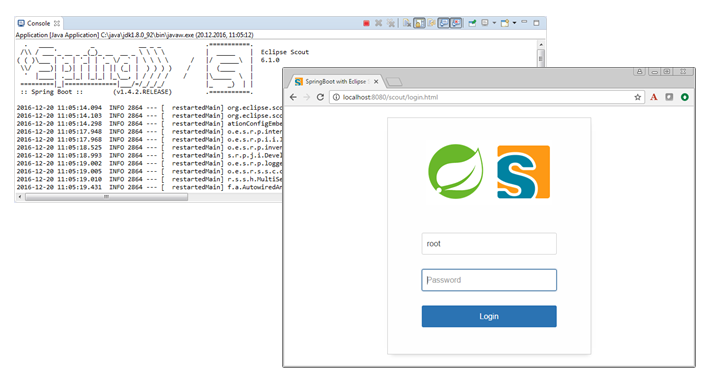 Console
Application [Java Application] C:\java\jdk1.8.0_92\bin\javaw.exe (20.12.2016, 11:05:12)
Eclipse Scout
6.1.0
:: Spring Boot :: (v1.4.2.RELEASE)
2016-12-20 11:05:14.094 INFO 2864 --- [ restartedMain] org.eclipse.sco
2016-12-20 11:05:14.103 INFO 2864 --- [ restartedMain] org.eclipse.sco
2016-12-20 11:05:14.298 INFO 2864 --- [ restartedMain] ationConfigEmbe
2016-12-20 11:05:17.948 INFO 2864 --- [ restartedMain] o.e.s.r.p.inter
2016-12-20 11:05:17.968 INFO 2864 --- [ restartedMain] o.e.s.r.p.i.i.I
2016-12-20 11:05:18.525 INFO 2864 --- [ restartedMain] o.e.s.r.p.inven
2016-12-20 11:05:18.993 INFO 2864 --- [ restartedMain] s.r.p.j.i.Devel
2016-12-20 11:05:19.002 INFO 2864 --- [ restartedMain] o.e.s.r.p.logge
2016-12-20 11:05:19.005 INFO 2864 --- [ restartedMain] o.e.s.r.s.s.c.o
2016-12-20 11:05:19.010 INFO 2864 --- [ restartedMain] r.s.s.h.MultiSe
2016-12-20 11:05:19.431 INFO 2864 --- [ restartedMain] f.a.AutowiredAn
SpringBoot with Eclipse
localhost:8080/scout/login.html
root
Password
Login